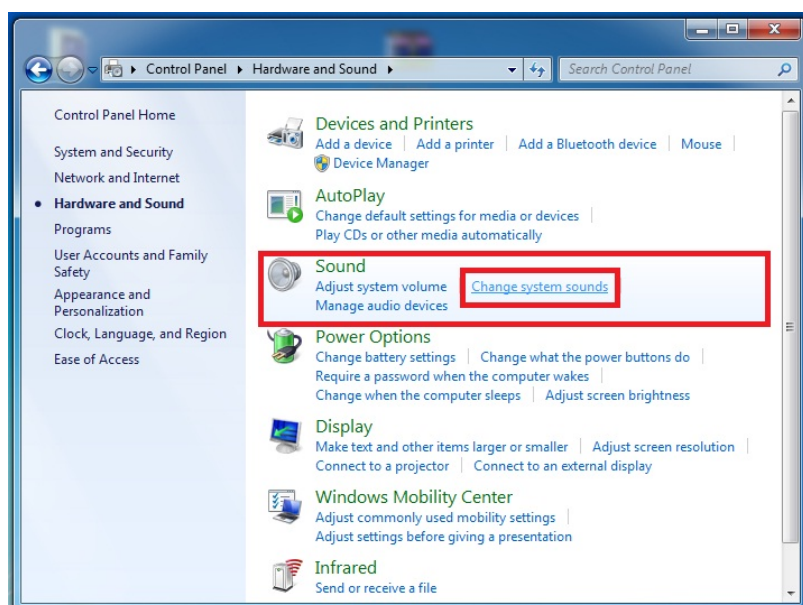 Control Panel Hardware and Sound Search Control Panel
Control Panel Home
System and Security
Network and Internet
Hardware and Sound
Programs
User Accounts and Family
Safety
Appearance and
Personalization
Clock, Language, and Region
Ease of Access
Devices and Printers
Add a device Add a printer Add a Bluetooth device Mouse
Device Manager
AutoPlay
Change default settings for media or devices
Play CDs or other media automatically
Sound
Adjust system volume Change system sounds
Manage audio devices
Power Options
Change battery settings Change what the power buttons do
Require a password when the computer wakes
Change when the computer sleeps Adjust screen brightness
Display
Make text and other items larger or smaller Adjust screen resolution
Connect to a projector Connect to an external display
Windows Mobility Center
Adjust commonly used mobility settings
Adjust settings before giving a presentation
Infrared
Send or receive a file